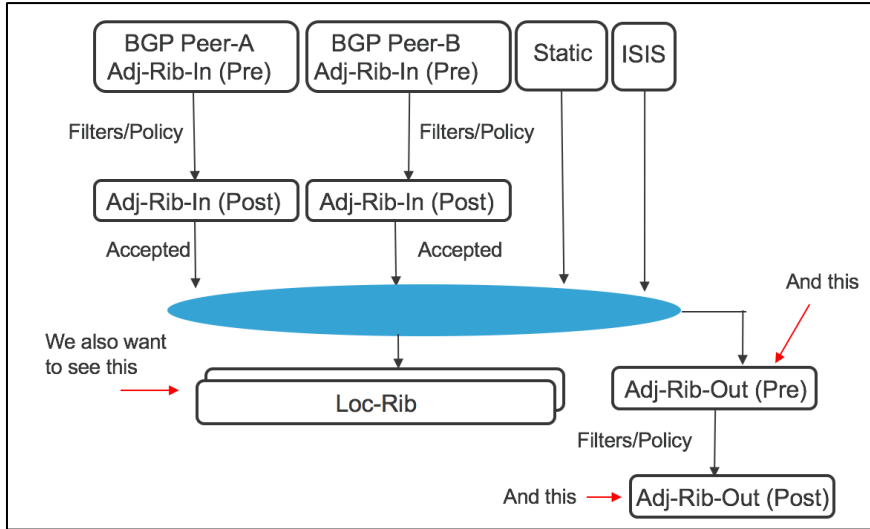 BGP Peer-A
Adj-Rib-In (Pre)
BGP Peer-B
Adj-Rib-In (Pre)
Static
ISIS
Filters/Policy
Filters/Policy
Adj-Rib-In (Post)
Adj-Rib-In (Post)
Accepted
Accepted
And this
We also want
to see this
Loc-Rib
Adj-Rib-Out (Pre)
Filters/Policy
And this
Adj-Rib-Out (Post)